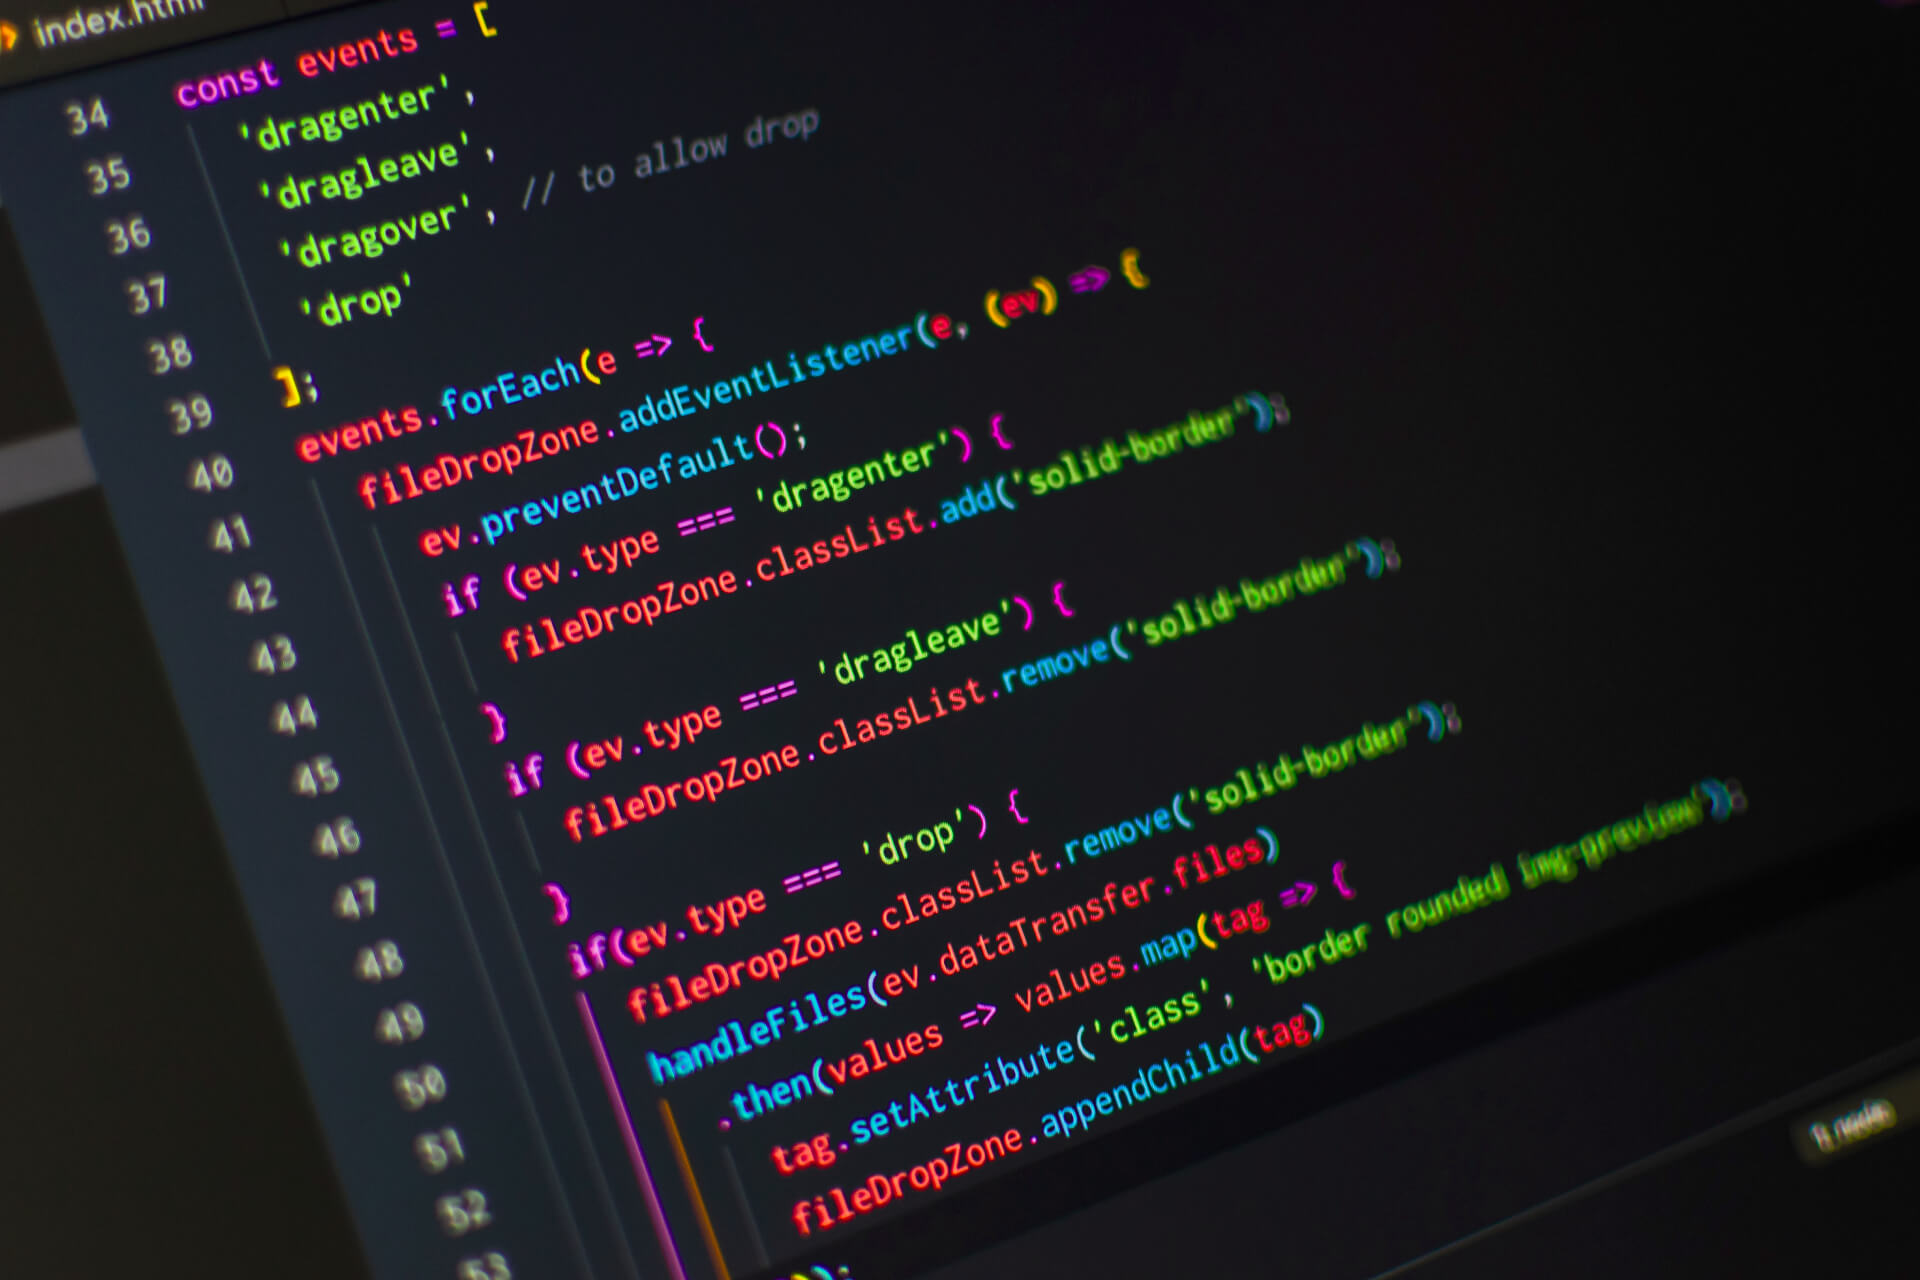 index.html
const events = [
34 'dragenter',
35 'dragleave',
36 'dragover', // to allow drop
37 'drop'
38 ];
39 events.forEach(e => {
40 fileDropZone.addEventListener(e, (ev) => {
41 ev.preventDefault();
42 if (ev.type === 'dragenter') {
43 fileDropZone.classList.add('solid-border');
44 }
45 if (ev.type === 'dragleave') {
46 fileDropZone.classList.remove('solid-border');
47 }
48 if(ev.type === 'drop') {
49 fileDropZone.classList.remove('solid-border');
50 handleFiles(ev.dataTransfer.files)
51 .then(values => values.map(tag => {
52 tag.setAttribute('class', 'border rounded img-preview');
53 fileDropZone.appendChild(tag)
));